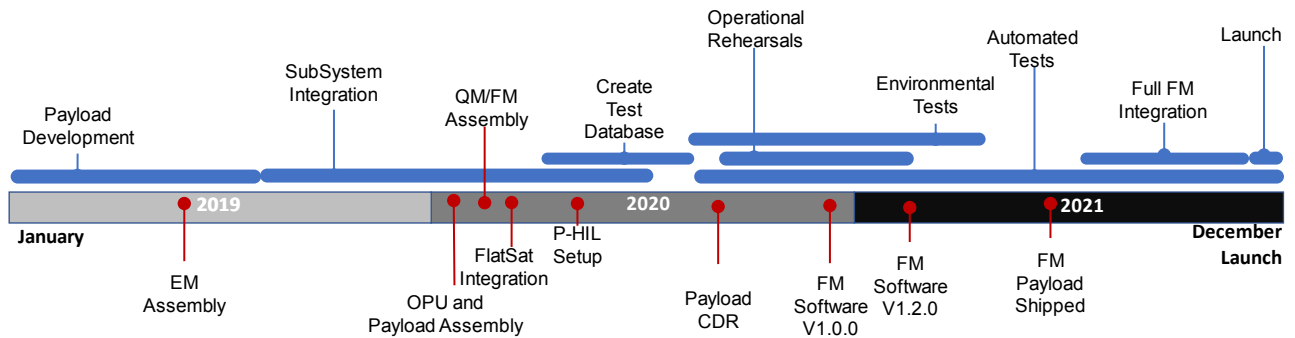 Operational
Rehearsals
Automated
Tests
Launch
SubSystem
Integration
QM/FM
Assembly
Create
Test
Database
Environmental
Tests
Full FM
Integration
Payload
Development
2019
2020
2021
January
December
Launch
EM
Assembly
OPU and
Payload Assembly
FlatSat
Integration
P-HIL
Setup
Payload
CDR
FM
Software
V1.0.0
FM
Software
V1.2.0
FM
Payload
Shipped